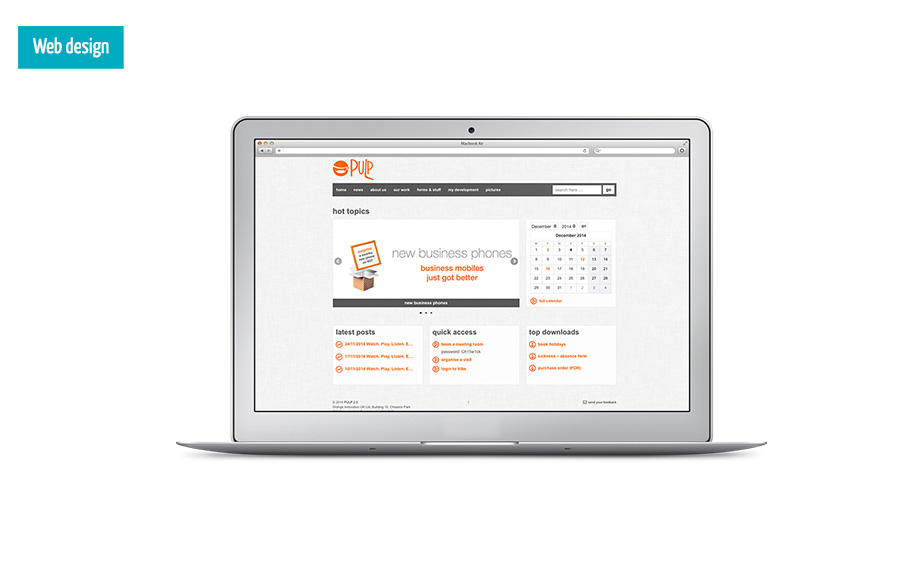 Web design
Macbook Air
PULP
home news about us our work forms & stuff my development pictures
search here ... go
hot topics
December 2014 go
December 2014
new business phones
business mobiles
just got better
new business phones
1 2 3 4 5 6 7
8 9 10 11 12 13 14
15 16 17 18 19 20 21
22 23 24 25 26 27 28
29 30 31 1 2 3 4
full calendar
latest posts
24/11/2014 Watch. Play. Listen. E...
17/11/2014 Watch. Play. Listen. E...
10/11/2014 Watch. Play. Listen. E...
quick access
book a meeting room
organise a visit
top downloads
book holidays
sickness – absence form
purchase order (PDR)
© 2014 PULP 2.0
Orange Innovation UK Ltd, Building 10, Chiswick Park
send your feedback